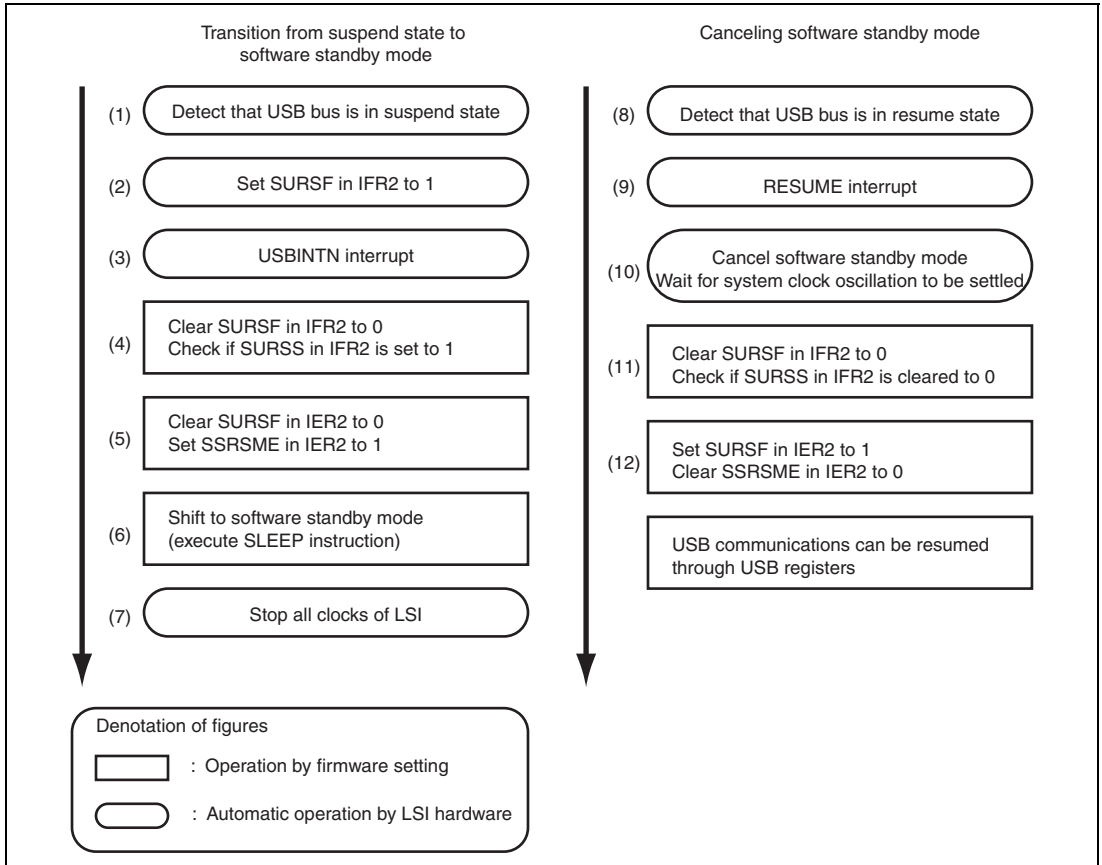 Transition from suspend state to
software standby mode
(1) Detect that USB bus is in suspend state
(2) Set SURSF in IFR2 to 1
(3) USBINTN interrupt
(4) Clear SURSF in IFR2 to 0
Check if SURSS in IFR2 is set to 1
(5) Clear SURSF in IER2 to 0
Set SSRSME in IER2 to 1
(6) Shift to software standby mode
(execute SLEEP instruction)
(7) Stop all clocks of LSI
Canceling software standby mode
(8) Detect that USB bus is in resume state
(9) RESUME interrupt
(10) Cancel software standby mode
Wait for system clock oscillation to be settled
(11) Clear SURSF in IFR2 to 0
Check if SURSS in IFR2 is cleared to 0
(12) Set SURSF in IER2 to 1
Clear SSRSME in IER2 to 0
USB communications can be resumed
through USB registers
Denotation of figures
: Operation by firmware setting
: Automatic operation by LSI hardware